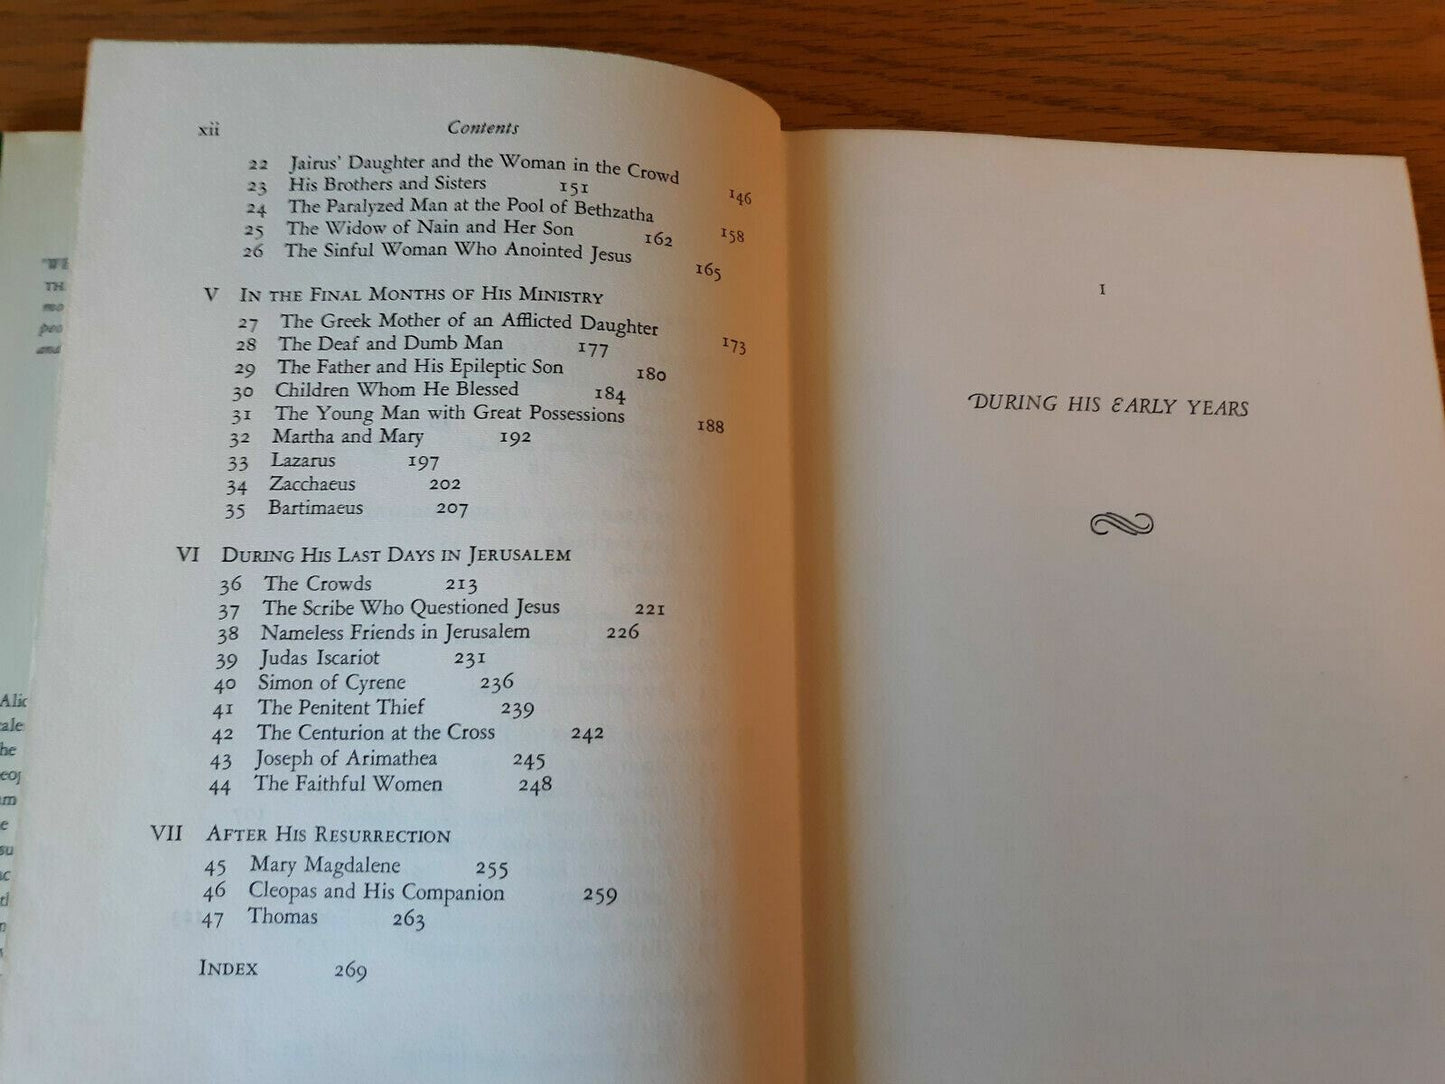 xii Contents
22 Jairus' Daughter and the Woman in the Crowd 146
23 His Brothers and Sisters 151
24 The Paralyzed Man at the Pool of Bethzatha 158
25 The Widow of Nain and Her Son 162
26 The Sinful Woman Who Anointed Jesus 165
V IN THE FINAL MONTHS OF HIS MINISTRY
27 The Greek Mother of an Afflicted Daughter 173
28 The Deaf and Dumb Man 177
29 The Father and His Epileptic Son 180
30 Children Whom He Blessed 184
31 The Young Man with Great Possessions 188
32 Martha and Mary 192
33 Lazarus 197
34 Zacchaeus 202
35 Bartimaeus 207
VI DURING HIS LAST DAYS IN JERUSALEM
36 The Crowds 213
37 The Scribe Who Questioned Jesus 221
38 Nameless Friends in Jerusalem 226
39 Judas Iscariot 231
40 Simon of Cyrene 236
41 The Penitent Thief 239
42 The Centurion at the Cross 242
43 Joseph of Arimathea 245
44 The Faithful Women 248
VII AFTER HIS RESURRECTION
45 Mary Magdalene 255
46 Cleopas and His Companion 259
47 Thomas 263
INDEX 269
I
DURING HIS EARLY YEARS